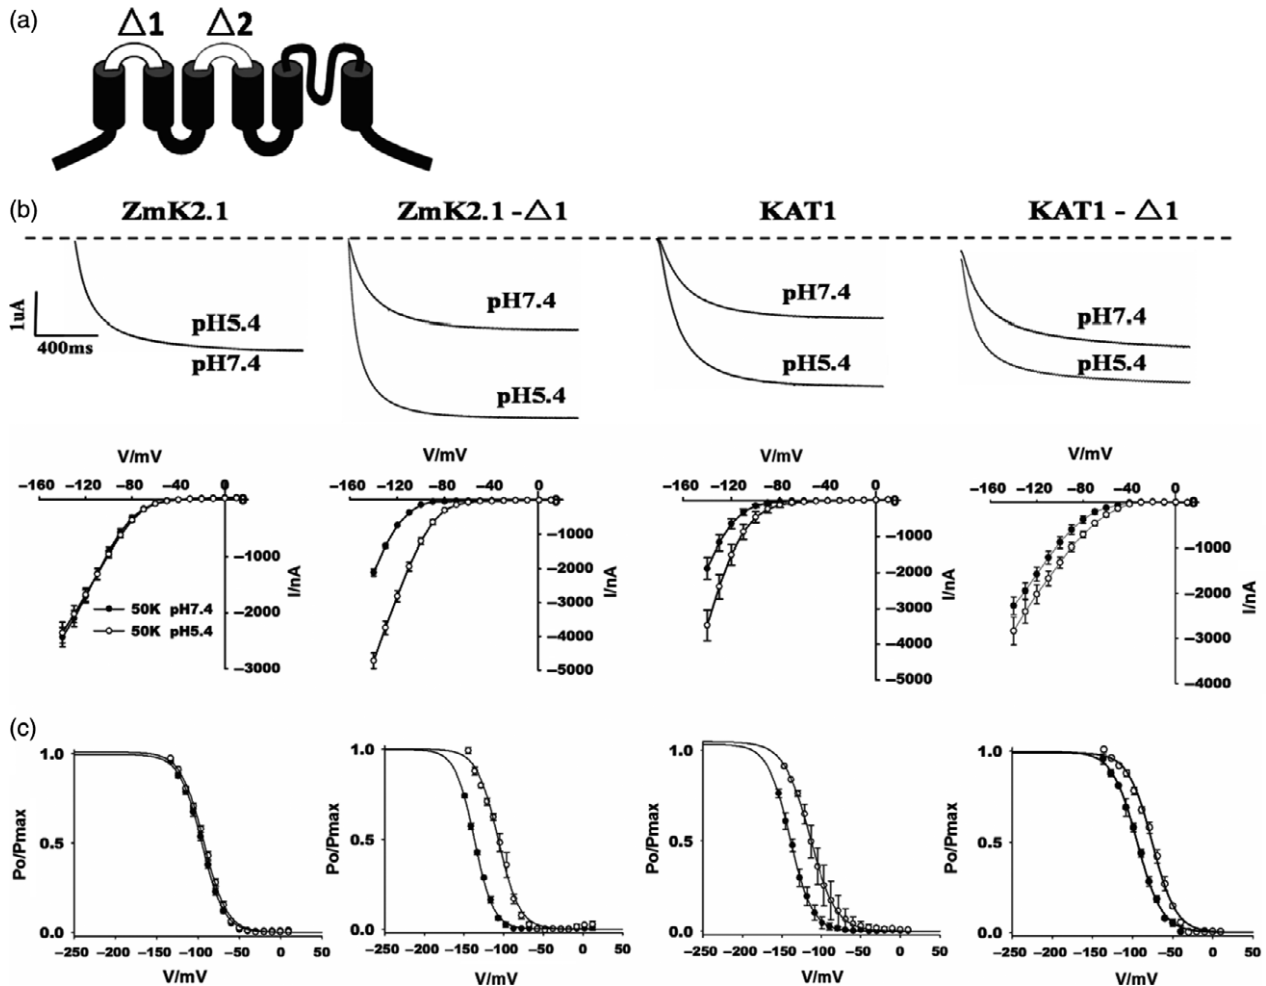 (a)
△1 △2
(b)
ZmK2.1 ZmK2.1 -△1 KAT1 KAT1 - △1
1uA
400ms
pH5.4
pH7.4
pH7.4
pH5.4
pH7.4
pH5.4
pH7.4
pH5.4
V/mV V/mV V/mV V/mV
−160 −120 −80 −40 0
−1000
−2000
−3000
I/nA
50K pH7.4
50K pH5.4
−160 −120 −80 −40 0
−1000
−2000
−3000
−4000
−5000
I/nA
−160 −120 −80 −40 0
−1000
−2000
−3000
−4000
−5000
I/nA
−160 −120 −80 −40 0
−1000
−2000
−3000
−4000
I/nA
(c)
Po/Pmax
1.0
0.5
0.0
−250 −200 −150 −100 −50 0 50
V/mV
Po/Pmax
1.0
0.5
0.0
−250 −200 −150 −100 −50 0 50
V/mV
Po/Pmax
1.0
0.5
0.0
−250 −200 −150 −100 −50 0 50
V/mV
Po/Pmax
1.0
0.5
0.0
−250 −200 −150 −100 −50 0 50
V/mV